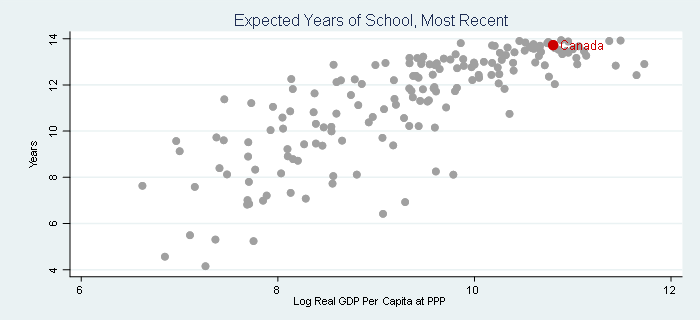 Expected Years of School, Most Recent
Years
14
12
10
8
6
4
Canada
6 8 10 12
Log Real GDP Per Capita at PPP